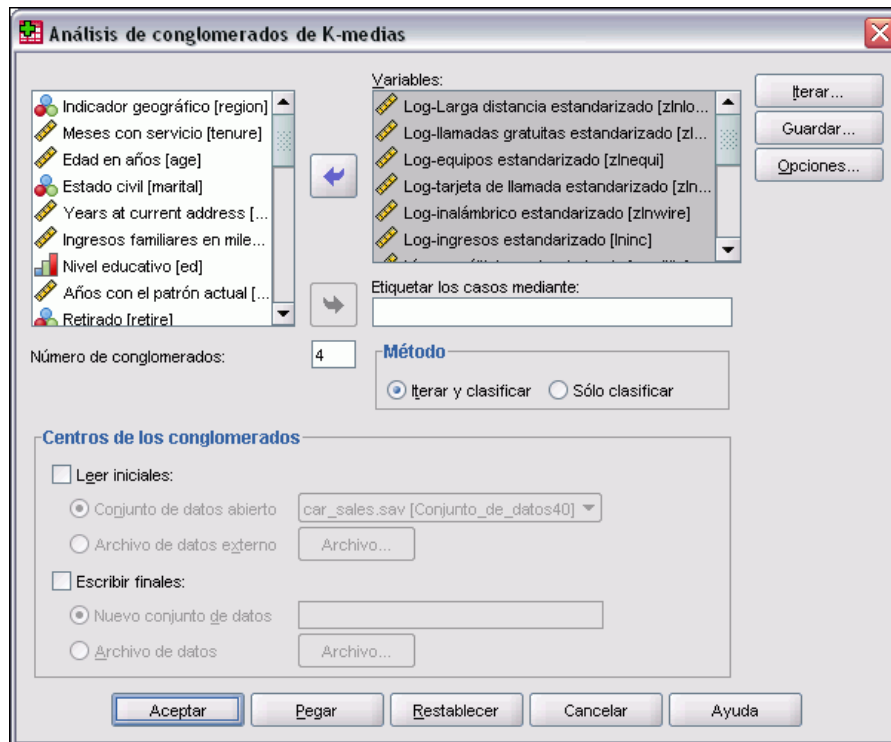 Análisis de conglomerados de K-medias
Indicador geográfico [region]
Meses con servicio [tenure]
Edad en años [age]
Estado civil [marital]
Years at current address [...
Ingresos familiares en mile...
Nivel educativo [ed]
Años con el patrón actual [...
Retirado [retire]
Variables:
Log-Larga distancia estandarizado [zlnlo...
Log-llamadas gratuitas estandarizado [zl...
Log-equipos estandarizado [zlnequi]
Log-tarjeta de llamada estandarizado [zln...
Log-inalámbrico estandarizado [zlnwire]
Log-ingresos estandarizado [lninc]
Iterar...
Guardar...
Opciones...
Etiquetar los casos mediante:
Número de conglomerados:
4
Método
Iterar y clasificar
Sólo clasificar
Centros de los conglomerados
Leer iniciales:
Conjunto de datos abierto
car_sales.sav [Conjunto_de_datos40]
Archivo de datos externo
Archivo...
Escribir finales:
Nuevo conjunto de datos
Archivo de datos
Archivo...
Aceptar
Pegar
Restablecer
Cancelar
Ayuda